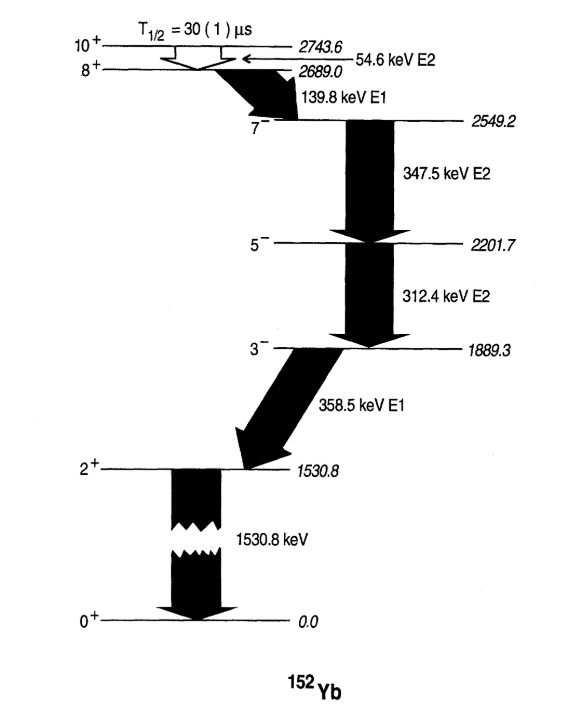 T1/2 = 30 (1) μs
10+ 2743.6
54.6 keV E2
8+ 2689.0
139.8 keV E1
7− 2549.2
347.5 keV E2
5− 2201.7
312.4 keV E2
3− 1889.3
358.5 keV E1
2+ 1530.8
1530.8 keV
0+ 0.0
152Yb